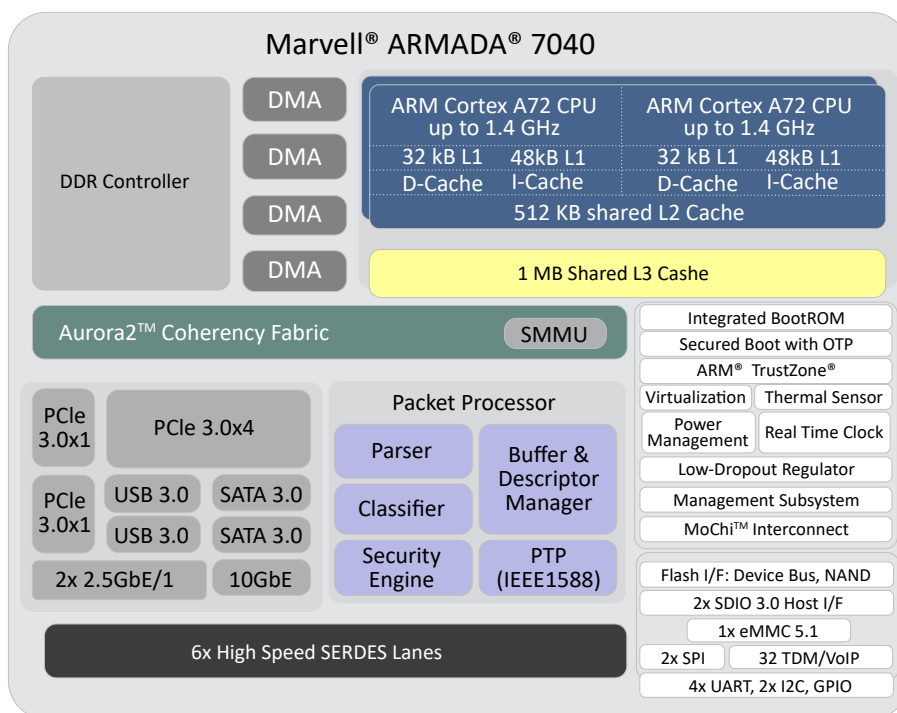 Marvell® ARMADA® 7040
DDR Controller
DMA
DMA
DMA
DMA
ARM Cortex A72 CPU
up to 1.4 GHz
32 kB L1
D-Cache
48kB L1
I-Cache
ARM Cortex A72 CPU
up to 1.4 GHz
32 kB L1
D-Cache
48kB L1
I-Cache
512 KB shared L2 Cache
1 MB Shared L3 Cashe
Aurora2™ Coherency Fabric
SMMU
PCle
3.0x1
PCle 3.0x4
PCle
3.0x1
USB 3.0
SATA 3.0
USB 3.0
SATA 3.0
2x 2.5GbE/1
10GbE
Packet Processor
Parser
Classifier
Security
Engine
Buffer &
Descriptor
Manager
PTP
(IEEE1588)
6x High Speed SERDES Lanes
Integrated BootROM
Secured Boot with OTP
ARM® TrustZone®
Virtualization
Thermal Sensor
Power
Management
Real Time Clock
Low-Dropout Regulator
Management Subsystem
MoChi™ Interconnect
Flash I/F: Device Bus, NAND
2x SDIO 3.0 Host I/F
1x eMMC 5.1
2x SPI
32 TDM/VoIP
4x UART, 2x I2C, GPIO